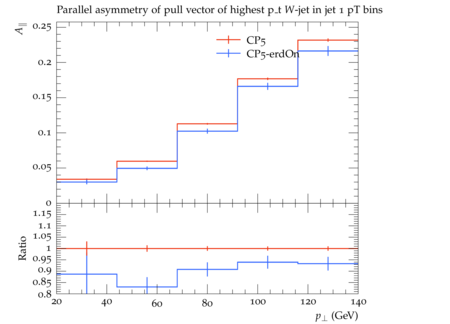 Parallel asymmetry of pull vector of highest p_t W-jet in jet 1 pT bins
A∥
CP5
CP5-erdOn
0.25
0.2
0.15
0.1
0.05
0
Ratio
1.15
1.1
1.05
1
0.95
0.9
0.85
0.8
20 40 60 80 100 120 140
p⊥ (GeV)